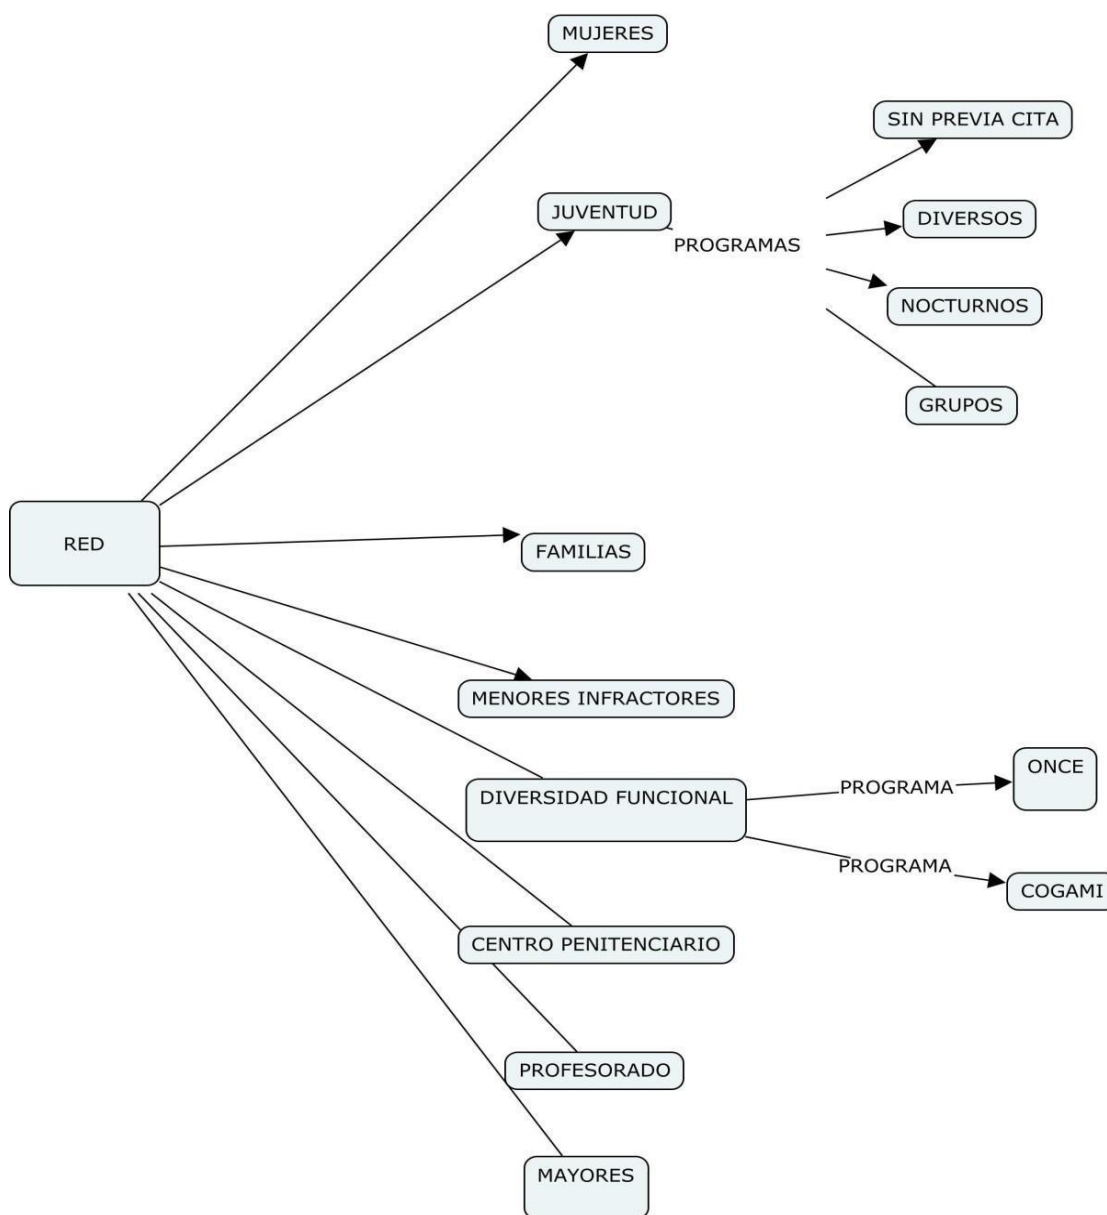 MUJERES
SIN PREVIA CITA
JUVENTUD
DIVERSOS
PROGRAMAS
NOCTURNOS
GRUPOS
RED
FAMILIAS
MENORES INFRACTORES
ONCE
DIVERSIDAD FUNCIONAL
PROGRAMA
PROGRAMA
COGAMI
CENTRO PENITENCIARIO
PROFESORADO
MAYORES